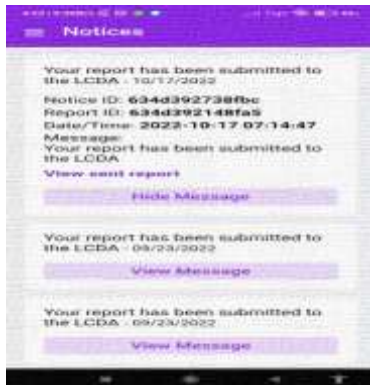 Notices
Your report has been submitted to
the LCDA - 10/17/2022
Notice ID: 634d392738fbc
Report ID: 634d392148fa5
Date/Time: 2022-10-17 07:14:47
Message:
Your report has been submitted to
the LCDA
View sent report
Hide Message
Your report has been submitted to
the LCDA - 09/23/2022
View Message
Your report has been submitted to
the LCDA - 09/23/2022
View Message